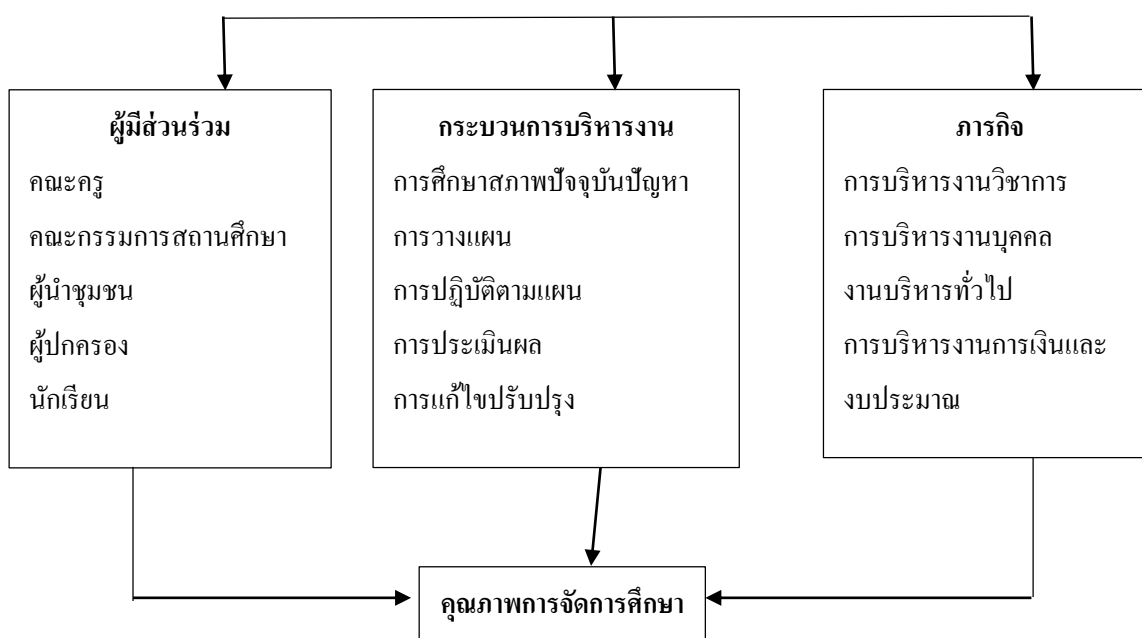 ผู้มีส่วนร่วม
คณะครู
คณะกรรมการสถานศึกษา
ผู้นำชุมชน
ผู้ปกครอง
นักเรียน
กระบวนการบริหารงาน
การศึกษาสภาพปัจจุบันปัญหา
การวางแผน
การปฏิบัติตามแผน
การประเมินผล
การแก้ไขปรับปรุง
ภารกิจ
การบริหารงานวิชาการ
การบริหารงานบุคคล
งานบริหารทั่วไป
การบริหารงานการเงินและ
งบประมาณ
คุณภาพการจัดการศึกษา